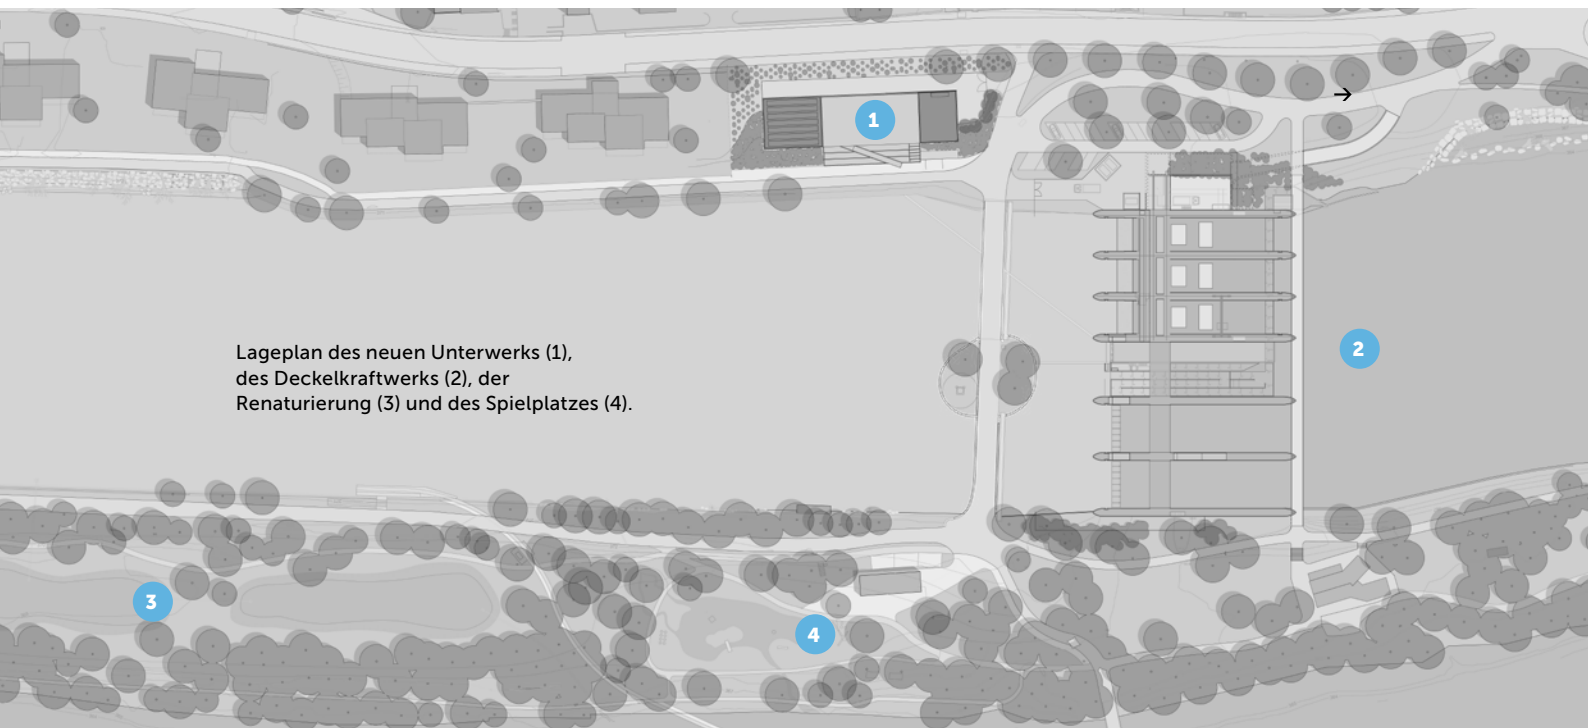 1
Lageplan des neuen Unterwerks (1),
des Deckelkraftwerks (2), der
Renaturierung (3) und des Spielplatzes (4).
2
3
4